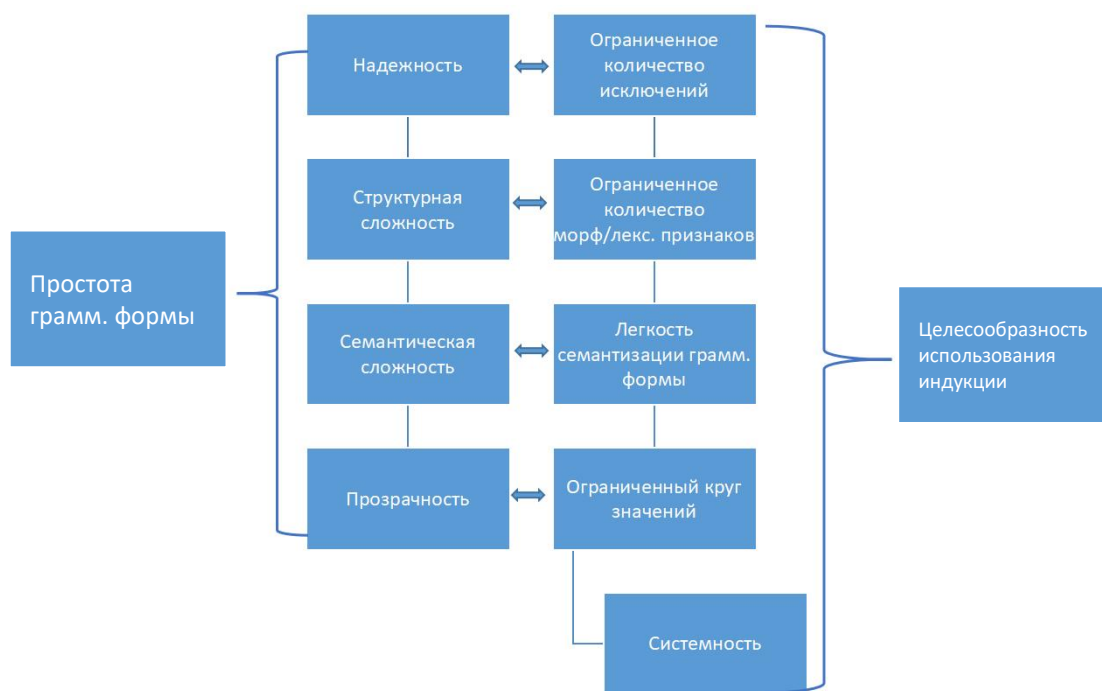 Надежность
Ограниченное
количество
исключений
Структурная
сложность
Ограниченное
количество
морф/лекс. признаков
Простота
грамм. формы
Семантическая
сложность
Легкость
семантизации грамм.
формы
Целесообразность
использования
индукции
Прозрачность
Ограниченный круг
значений
Системность